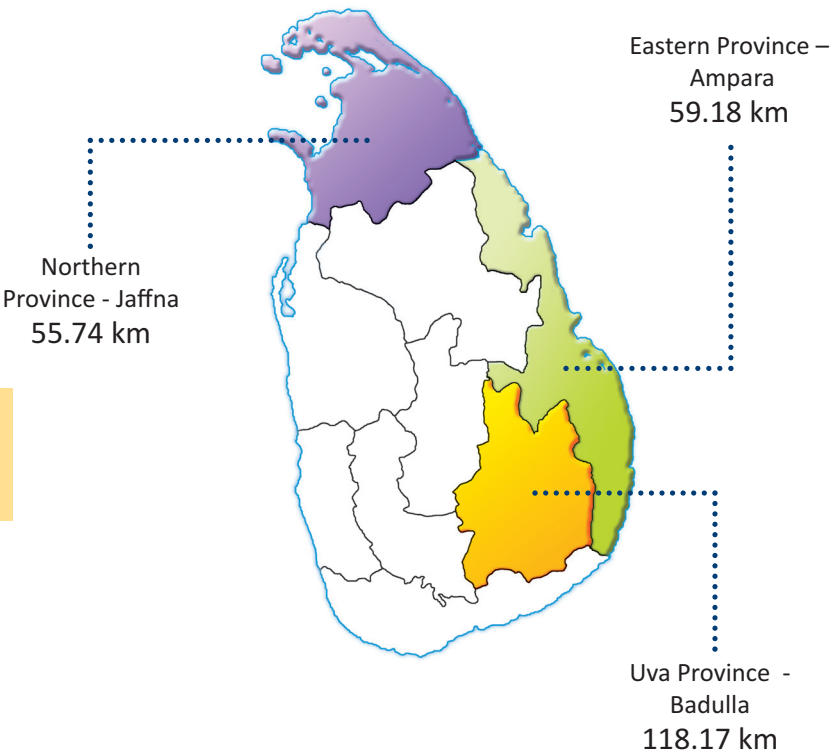 Eastern Province –
Ampara
59.18 km
Northern
Province - Jaffna
55.74 km
Uva Province -
Badulla
118.17 km